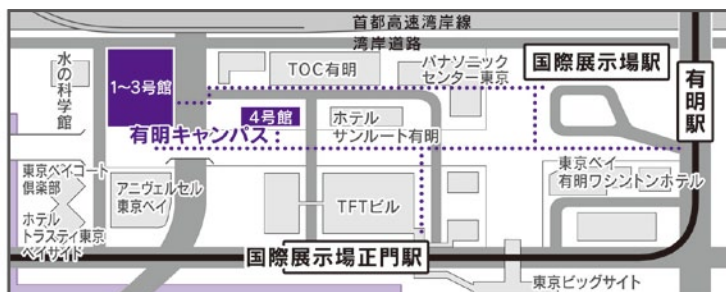 首都高速湾岸線
湾岸道路
水の科学館
1~3号館
TOC有明
パナソニック
センター東京
国際展示場駅
有明駅
4号館
ホテル
サンルート有明
有明キャンパス:
東京ベイコート
倶楽部
アニヴェルセル
東京ベイ
TFTビル
東京ベイ
有明ワシントンホテル
ホテル
トラスティ東京
ベイサイド
国際展示場正門駅
東京ビッグサイト